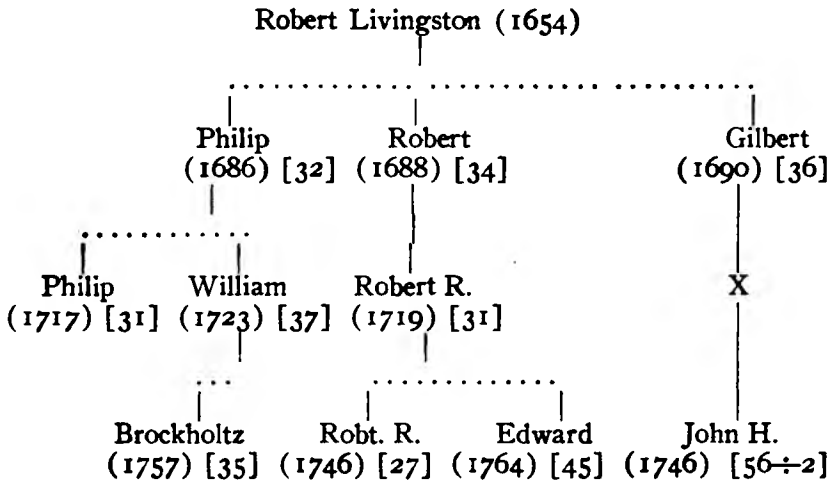 Robert Livingston (1654)
Philip Robert Gilbert
(1686) [32] (1688) [34] (1690) [36]
Philip William Robert R. X
(1717) [31] (1723) [37] (1719) [31]
Brockholtz Robt. R. Edward John H.
(1757) [35] (1746) [27] (1764) [45] (1746) [56÷2]